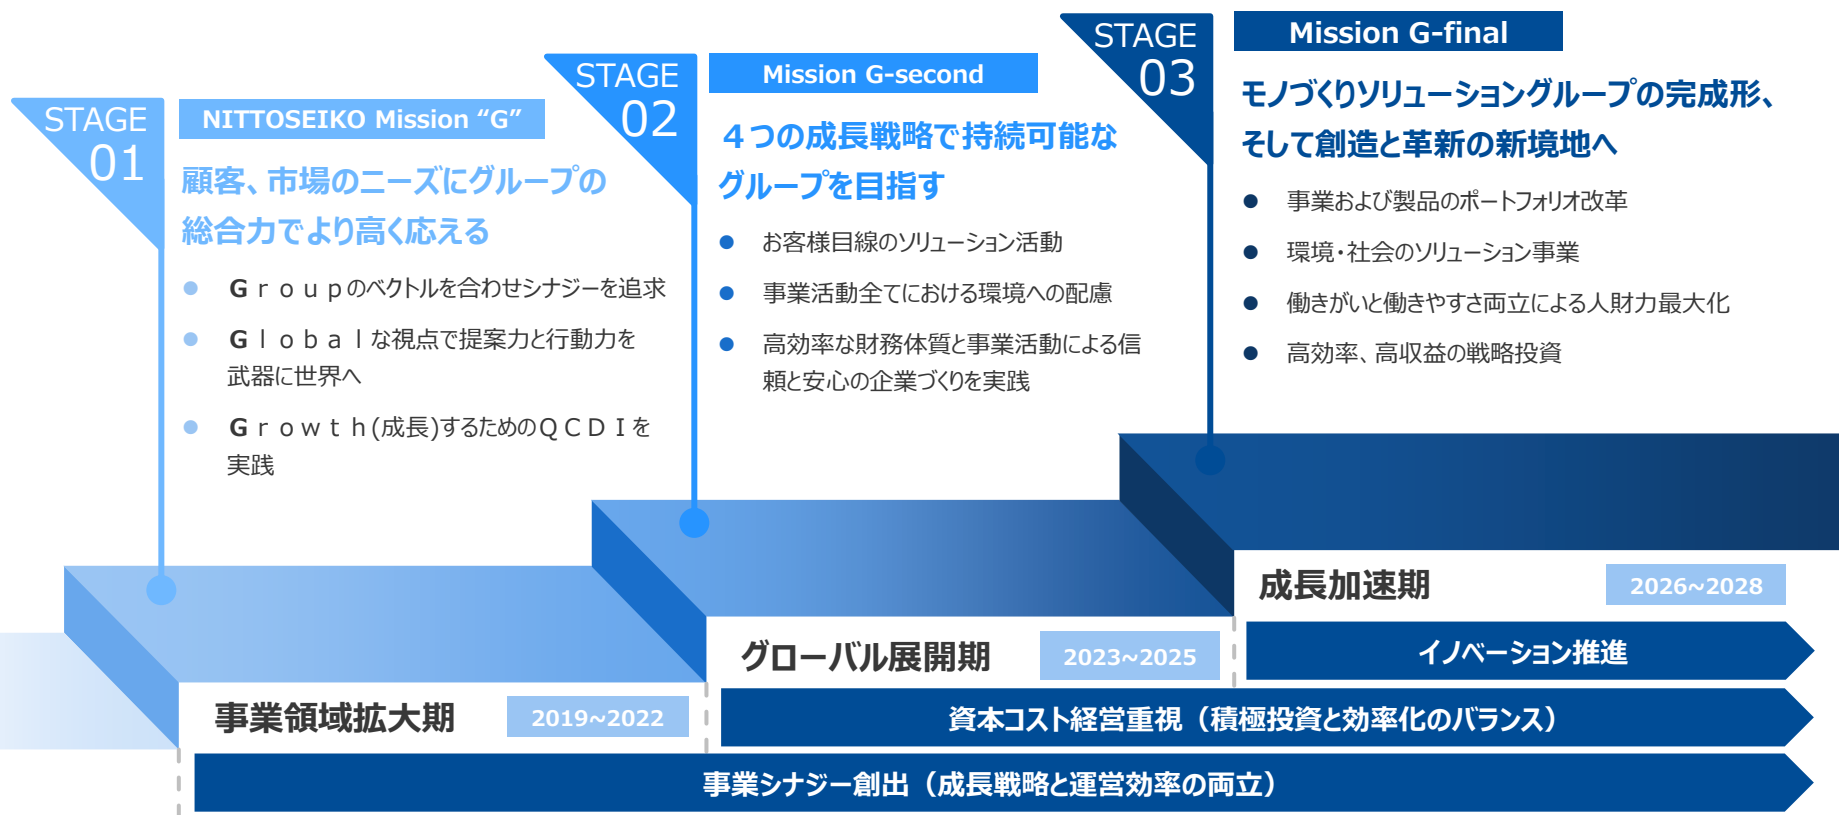 STAGE
01
NITTOSEIKO Mission “G”
顧客、市場のニーズにグループの
総合力でより高く応える
● Ｇｒｏｕｐのベクトルを合わせシナジーを追求
● Ｇｌｏｂａｌな視点で提案力と行動力を
武器に世界へ
● Ｇｒｏｗｔｈ(成長)するためのＱＣＤＩを
実践
STAGE
02
Mission G-second
４つの成長戦略で持続可能な
グループを目指す
● お客様目線のソリューション活動
● 事業活動全てにおける環境への配慮
● 高効率な財務体質と事業活動による信
頼と安心の企業づくりを実践
STAGE
03
Mission G-final
モノづくりソリューショングループの完成形、
そして創造と革新の新境地へ
● 事業および製品のポートフォリオ改革
● 環境・社会のソリューション事業
● 働きがいと働きやすさ両立による人財力最大化
● 高効率、高収益の戦略投資
成長加速期
2026~2028
イノベーション推進
グローバル展開期
2023~2025
資本コスト経営重視（積極投資と効率化のバランス）
事業領域拡大期
2019~2022
事業シナジー創出（成長戦略と運営効率の両立）